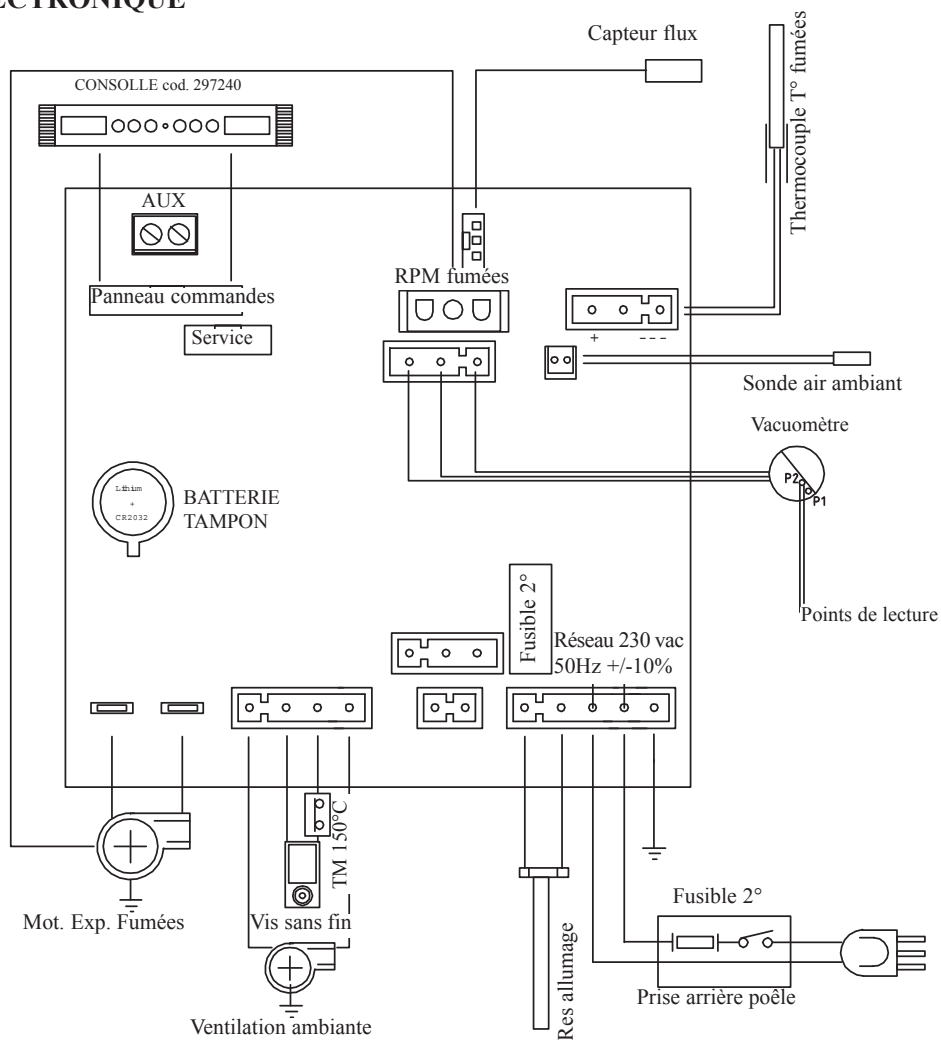 ECTRONIQUE
Capteur flux
CONSOLLE cod. 297240
Thermocouple T° fumées
AUX
RPM fumées
Panneau commandes
Service
+
---
Sonde air ambiant
Vacuomètre
P2
P1
Lithium
+
CR2032
BATTERIE
TAMPON
Points de lecture
Fusible 2°
Réseau 230 vac
50Hz +/-10%
TM 150°C
Mot. Exp. Fumées
Vis sans fin
Fusible 2°
Res allumage
Prise arrière poêle
Ventilation ambiante